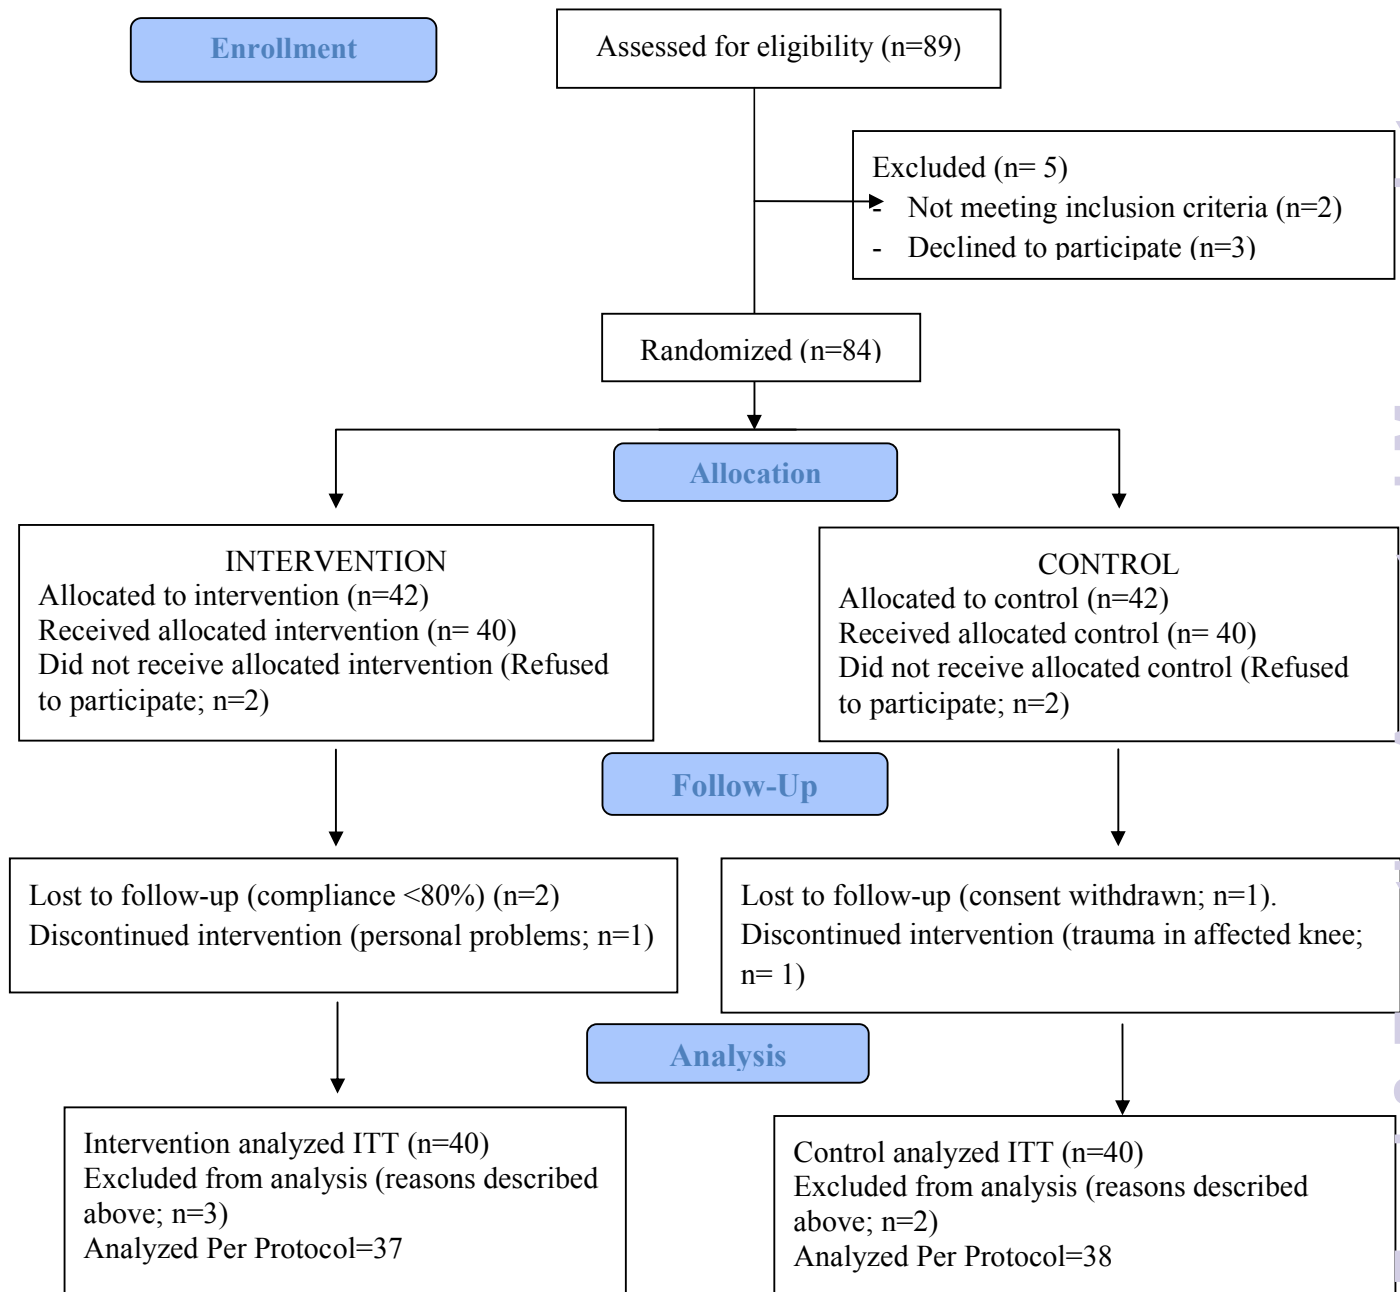 Enrollment
Assessed for eligibility (n=89)
Excluded (n= 5)
- Not meeting inclusion criteria (n=2)
- Declined to participate (n=3)
Randomized (n=84)
Allocation
INTERVENTION
Allocated to intervention (n=42)
Received allocated intervention (n= 40)
Did not receive allocated intervention (Refused
to participate; n=2)
CONTROL
Allocated to control (n=42)
Received allocated control (n= 40)
Did not receive allocated control (Refused
to participate; n=2)
Follow-Up
Lost to follow-up (compliance <80%) (n=2)
Discontinued intervention (personal problems; n=1)
Lost to follow-up (consent withdrawn; n=1).
Discontinued intervention (trauma in affected knee;
n= 1)
Analysis
Intervention analyzed ITT (n=40)
Excluded from analysis (reasons described
above; n=3)
Analyzed Per Protocol=37
Control analyzed ITT (n=40)
Excluded from analysis (reasons described
above; n=2)
Analyzed Per Protocol=38